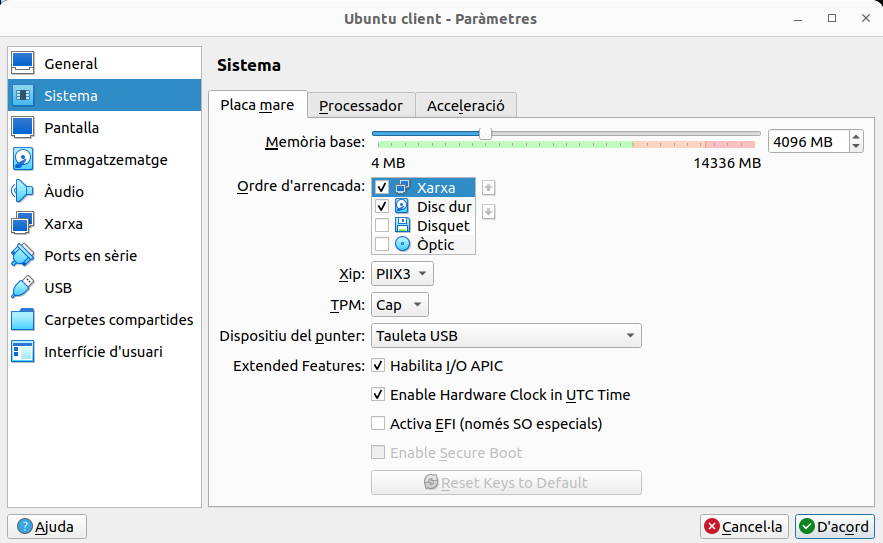 Ubuntu client - Paràmetres
General
Sistema
Pantalla
Emmagatzematge
Àudio
Xarxa
Ports en sèrie
USB
Carpetes compartides
Interfície d'usuari
Sistema
Placa mare
Processador
Acceleració
Memòria base:
4096 MB
4 MB
14336 MB
Ordre d'arrencada:
Xarxa
Disc dur
Disquet
Òptic
Xip:
PIIX3
TPM:
Cap
Dispositiu del punter:
Tauleta USB
Extended Features:
Habilita I/O APIC
Enable Hardware Clock in UTC Time
Activa EFI (només SO especials)
Enable Secure Boot
Reset Keys to Default
Ajuda
Cancel·la
D'acord